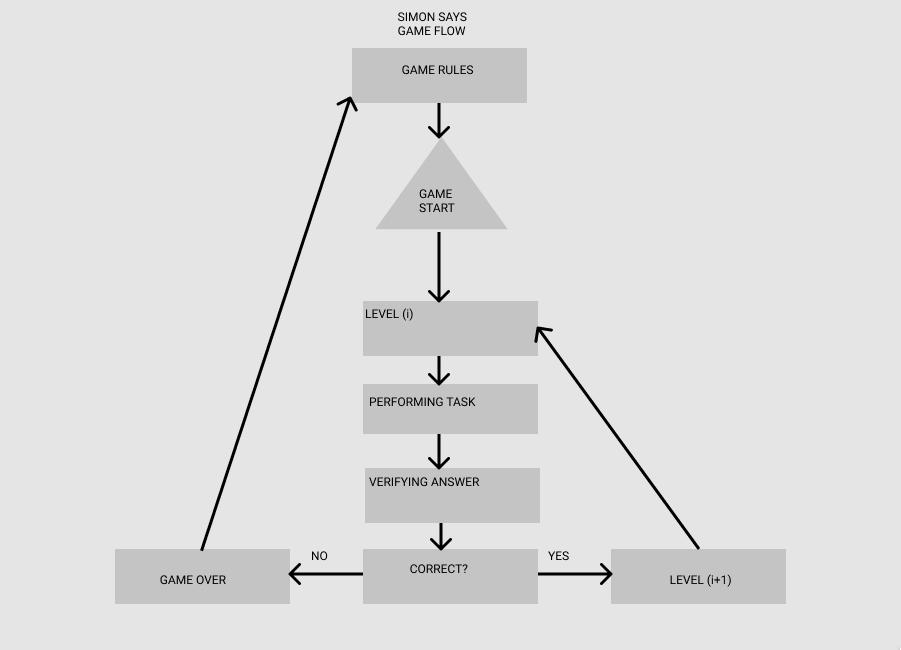 SIMON SAYS
GAME FLOW
GAME RULES
GAME
START
LEVEL (i)
PERFORMING TASK
VERIFYING ANSWER
NO
CORRECT?
YES
GAME OVER
LEVEL (i+1)